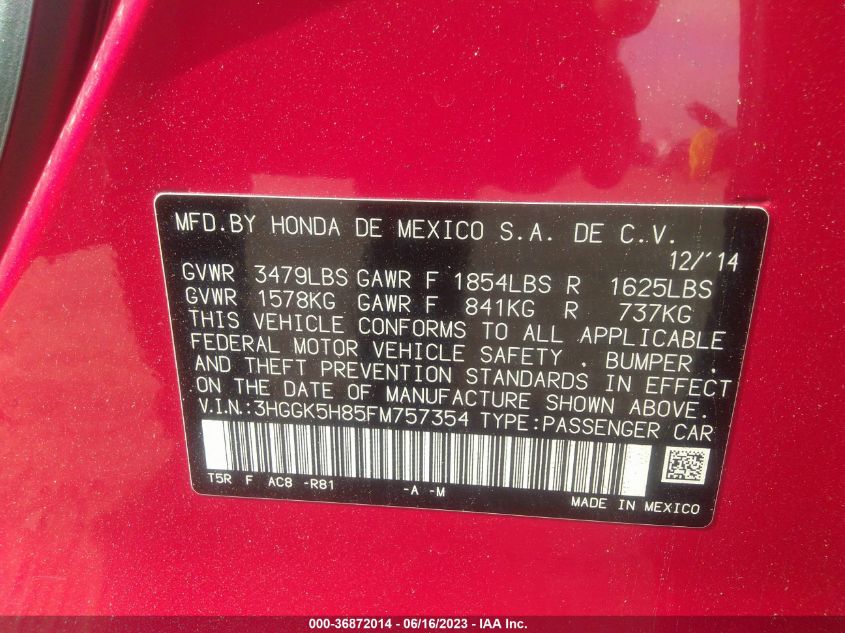 MFD.BY HONDA DE MEXICO S.A. DE C.V.
12/'14
GVWR 3479LBS GAWR F 1854LBS R 1625LBS
GVWR 1578KG GAWR F 841KG R 737KG
THIS VEHICLE CONFORMS TO ALL APPLICABLE
FEDERAL MOTOR VEHICLE SAFETY , BUMPER ,
AND THEFT PREVENTION STANDARDS IN EFFECT
ON THE DATE OF MANUFACTURE SHOWN ABOVE.
V.I.N:3HGGK5H85FM757354 TYPE:PASSENGER CAR
T5R F AC8 -R81 -A -M
MADE IN MEXICO
000-36872014 - 06/16/2023 - IAA Inc.